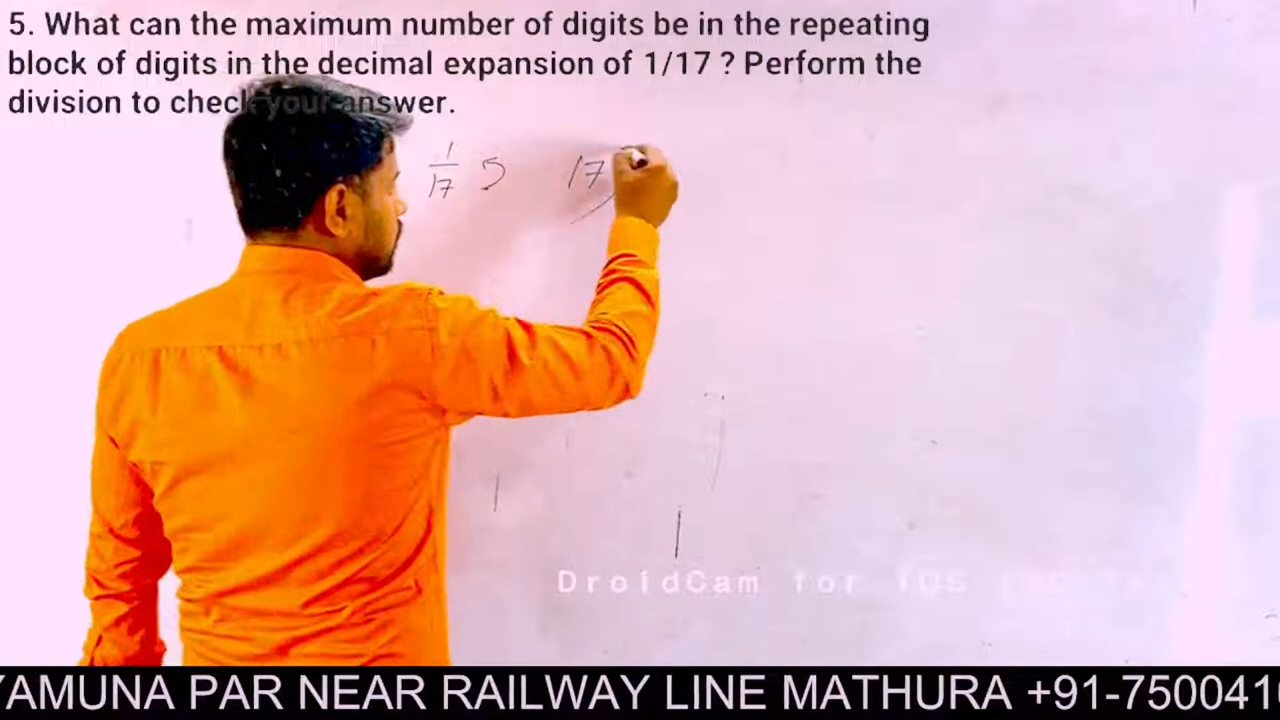 5. What can the maximum number of digits be in the repeating
block of digits in the decimal expansion of 1/17 ? Perform the
division to check your answer.
1
17
17
DroidCam for iOS
YAMUNA PAR NEAR RAILWAY LINE MATHURA +91-750041